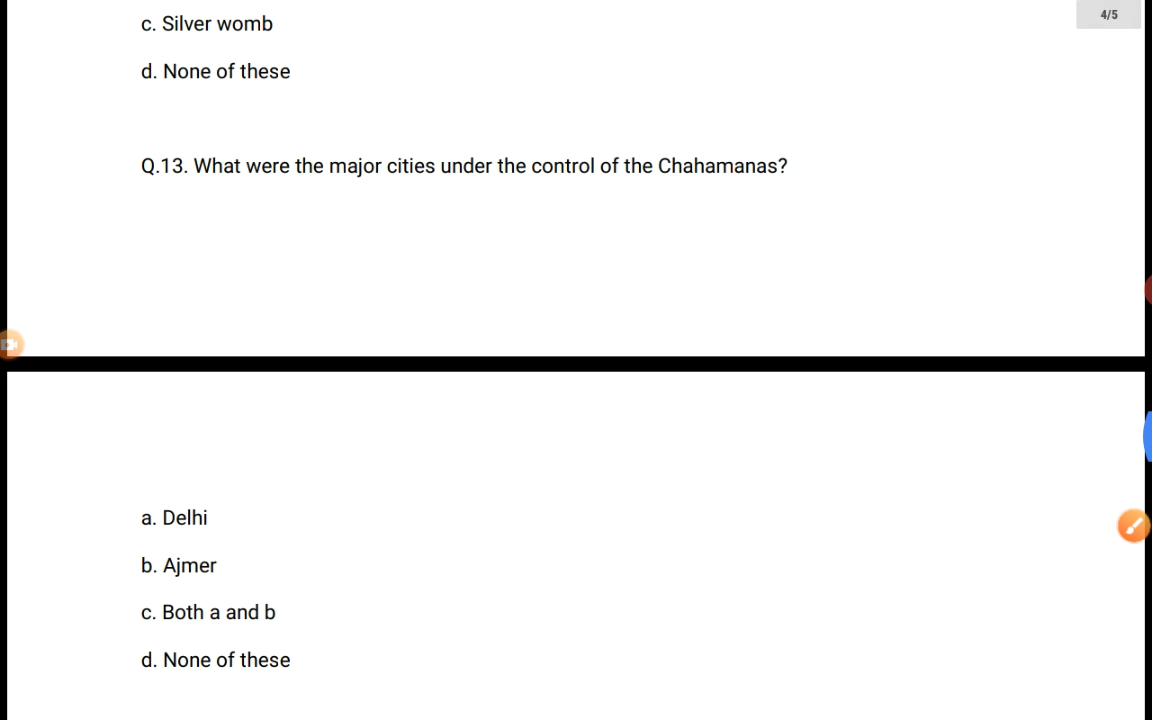 4/5
c. Silver womb
d. None of these
Q.13. What were the major cities under the control of the Chahamanas?
a. Delhi
b. Ajmer
c. Both a and b
d. None of these